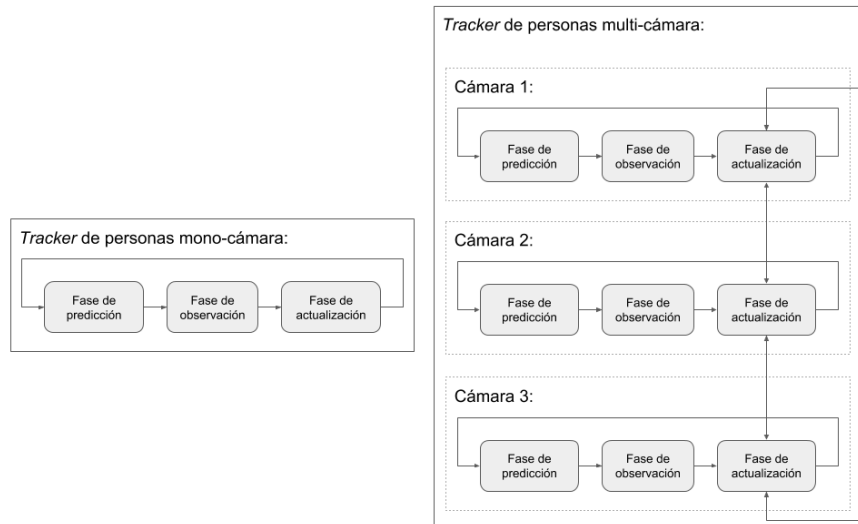 Tracker de personas mono-cámara:
Fase de
predicción
Fase de
observación
Fase de
actualización
Tracker de personas multi-cámara:
Cámara 1:
Fase de
predicción
Fase de
observación
Fase de
actualización
Cámara 2:
Fase de
predicción
Fase de
observación
Fase de
actualización
Cámara 3:
Fase de
predicción
Fase de
observación
Fase de
actualización